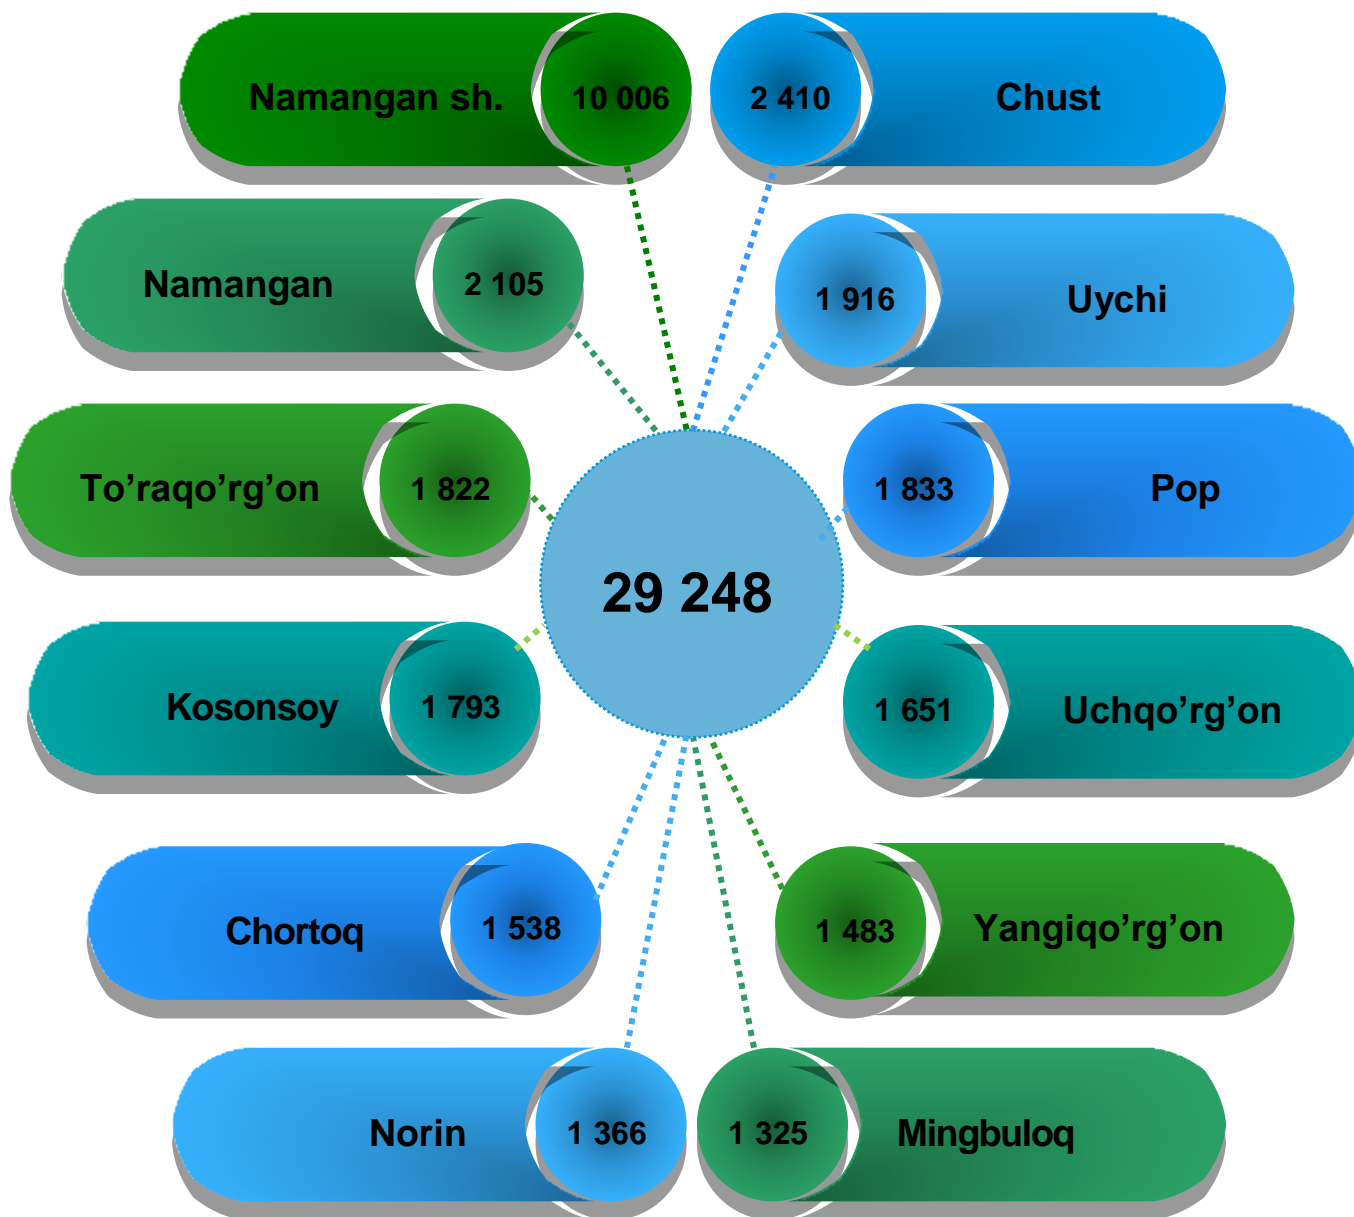 Namangan sh.
10 006
2 410
Chust
Namangan
2 105
1 916
Uychi
To’raqo’rg’on
1 822
1 833
Pop
29 248
Kosonsoy
1 793
1 651
Uchqo’rg’on
Chortoq
1 538
1 483
Yangiqo’rg’on
Norin
1 366
1 325
Mingbuloq